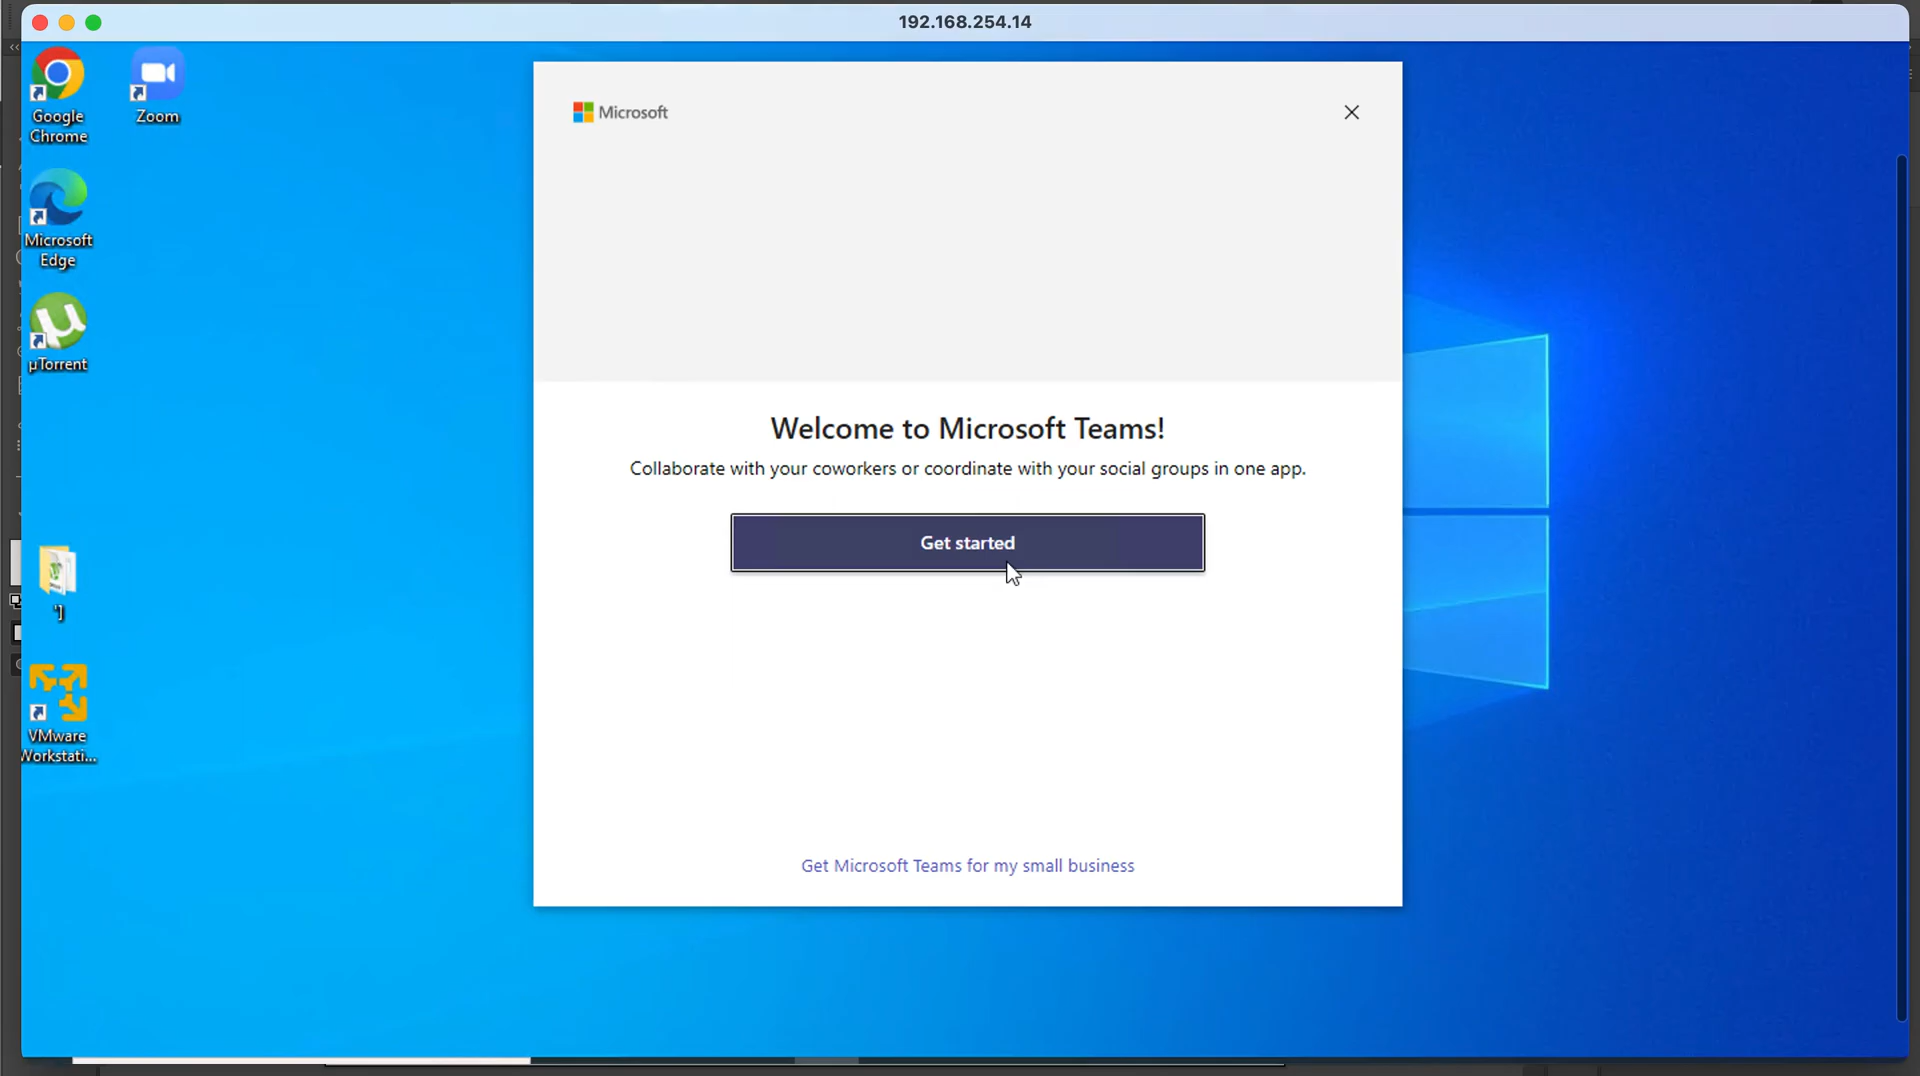 192.168.254.14
Google
Chrome
Zoom
Microsoft
Edge
µTorrent
']
VMware
Workstati...
Microsoft
Welcome to Microsoft Teams!
Collaborate with your coworkers or coordinate with your social groups in one app.
Get started
Get Microsoft Teams for my small business